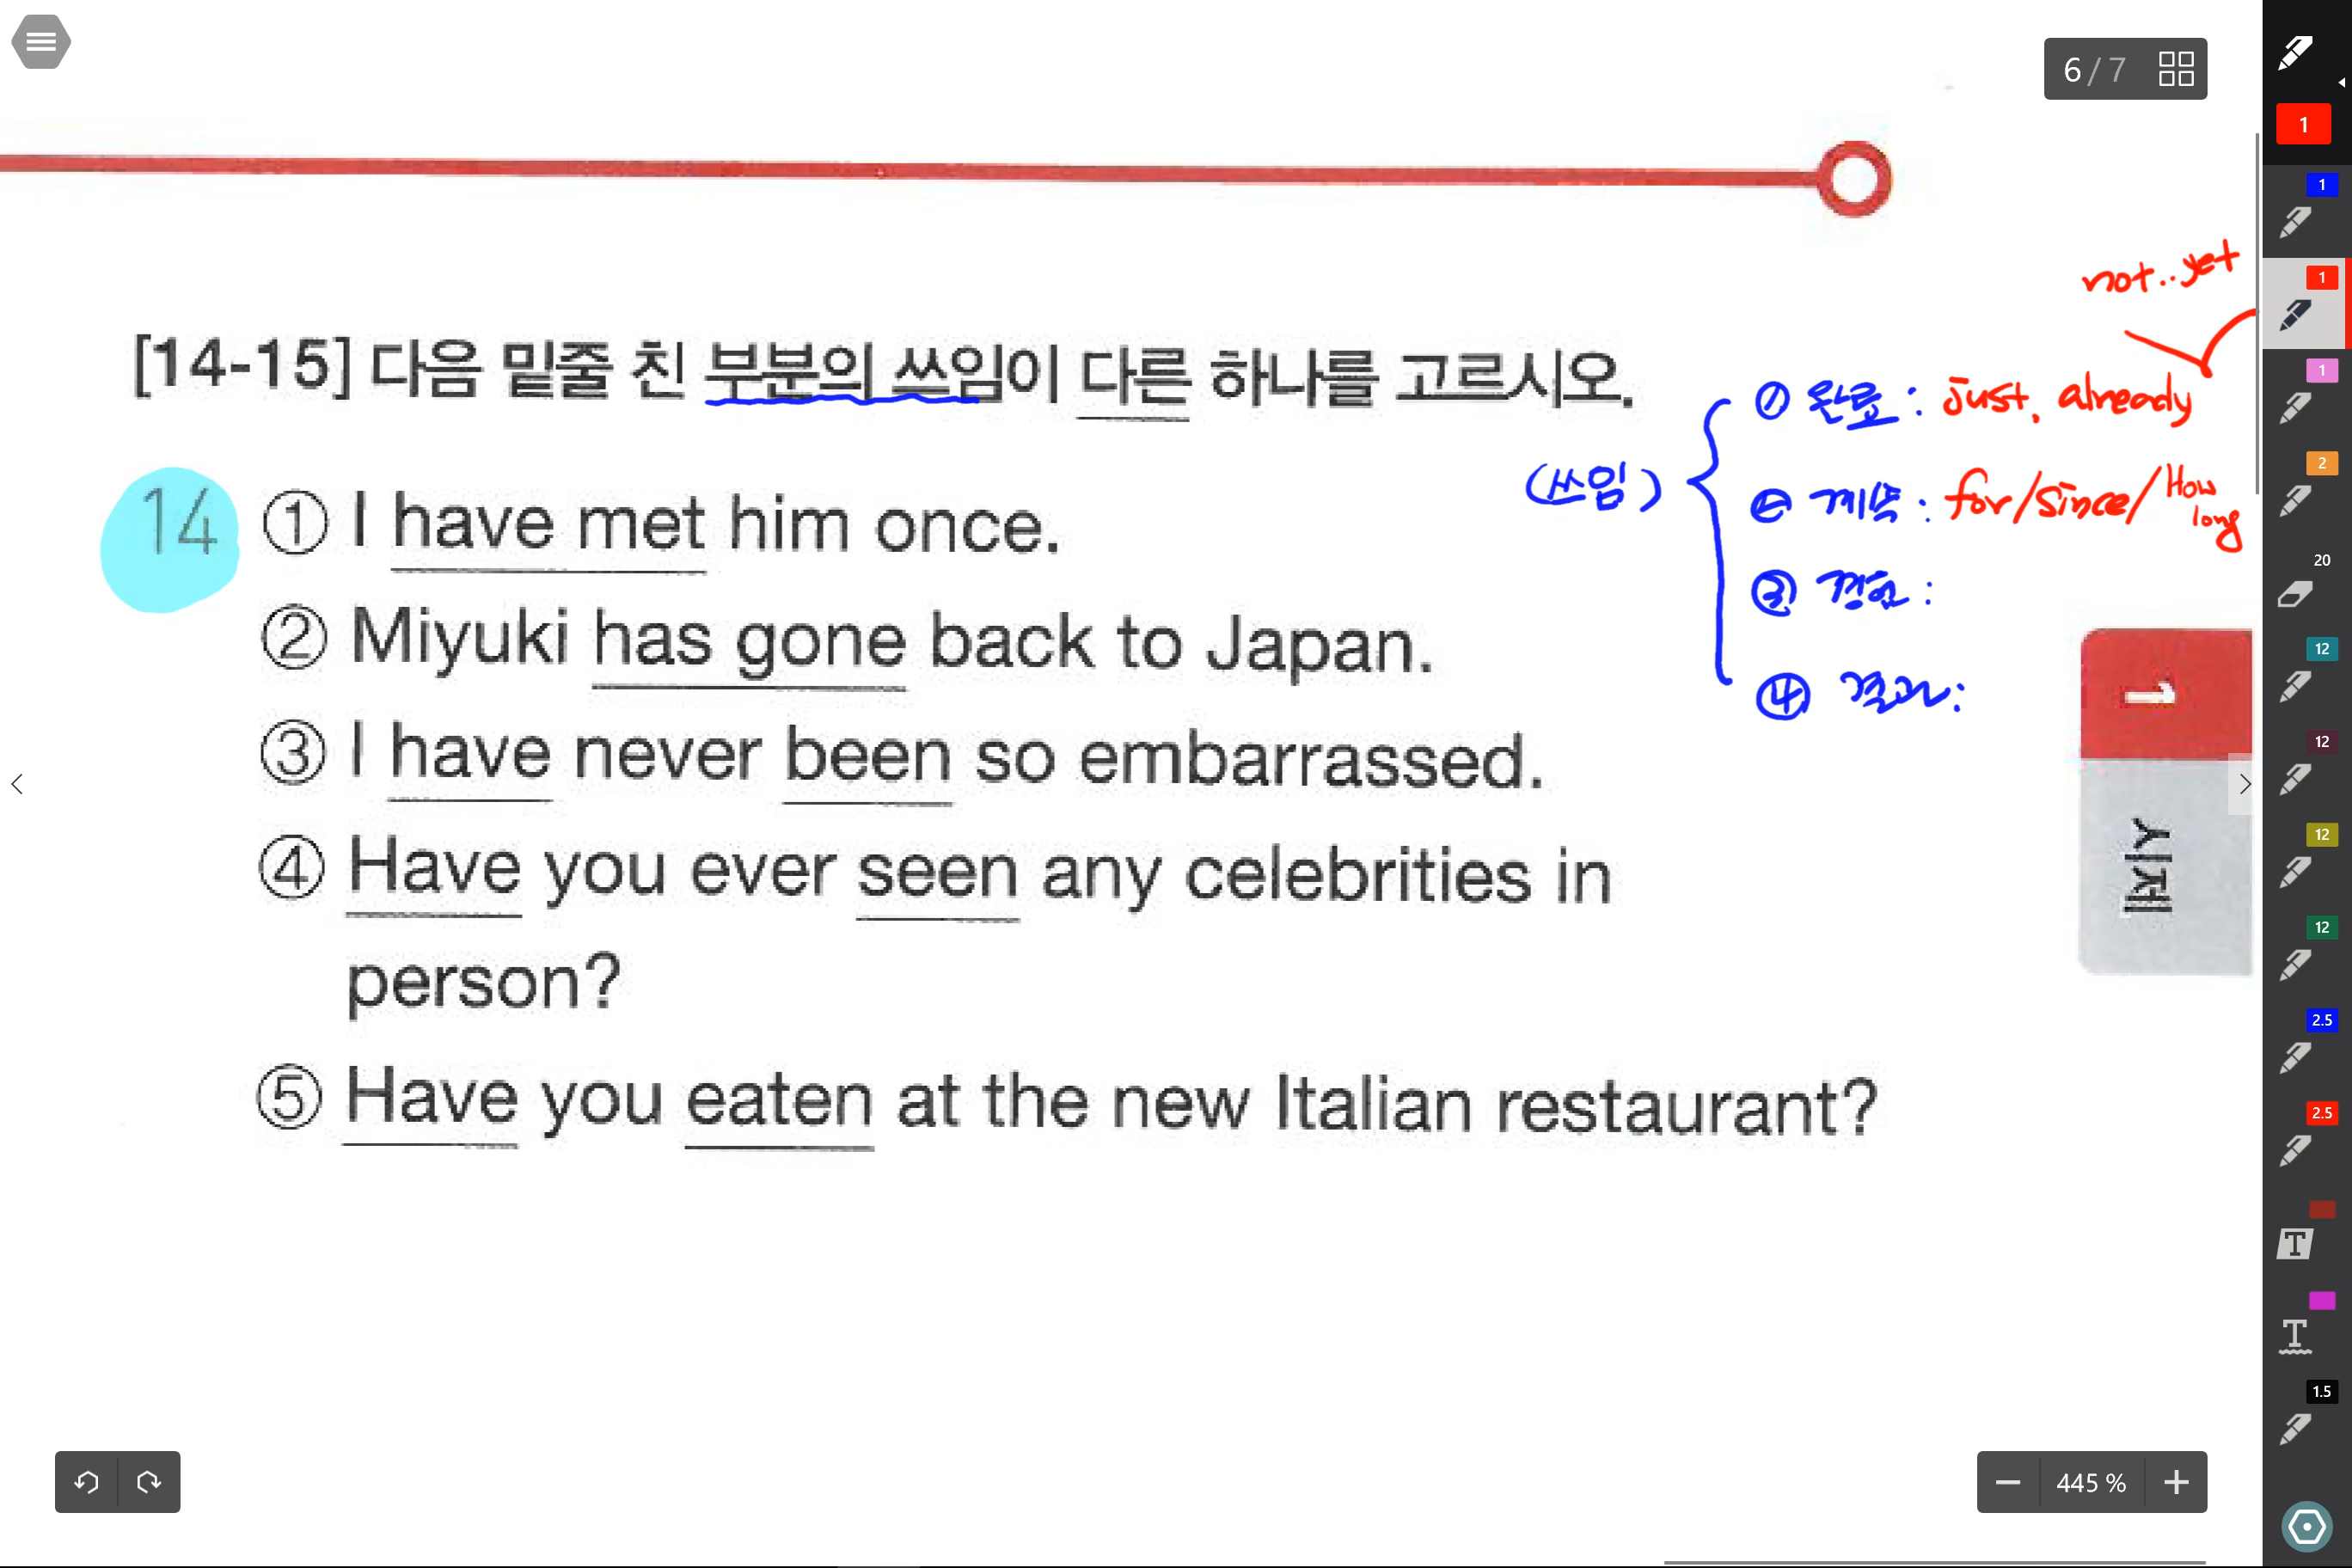 6 / 7
not..yet
[14-15] 다음 밑줄 친 부분의 쓰임이 다른 하나를 고르시오.
(쓰임)
① 완료 : just, already
② 계속 : for/since/How long
③ 경험 :
④ 결과:
14 ① I have met him once.
② Miyuki has gone back to Japan.
③ I have never been so embarrassed.
④ Have you ever seen any celebrities in
person?
⑤ Have you eaten at the new Italian restaurant?
1
시제
445 %
1
1
1
1
2
20
12
12
12
12
2.5
2.5
T
T
1.5